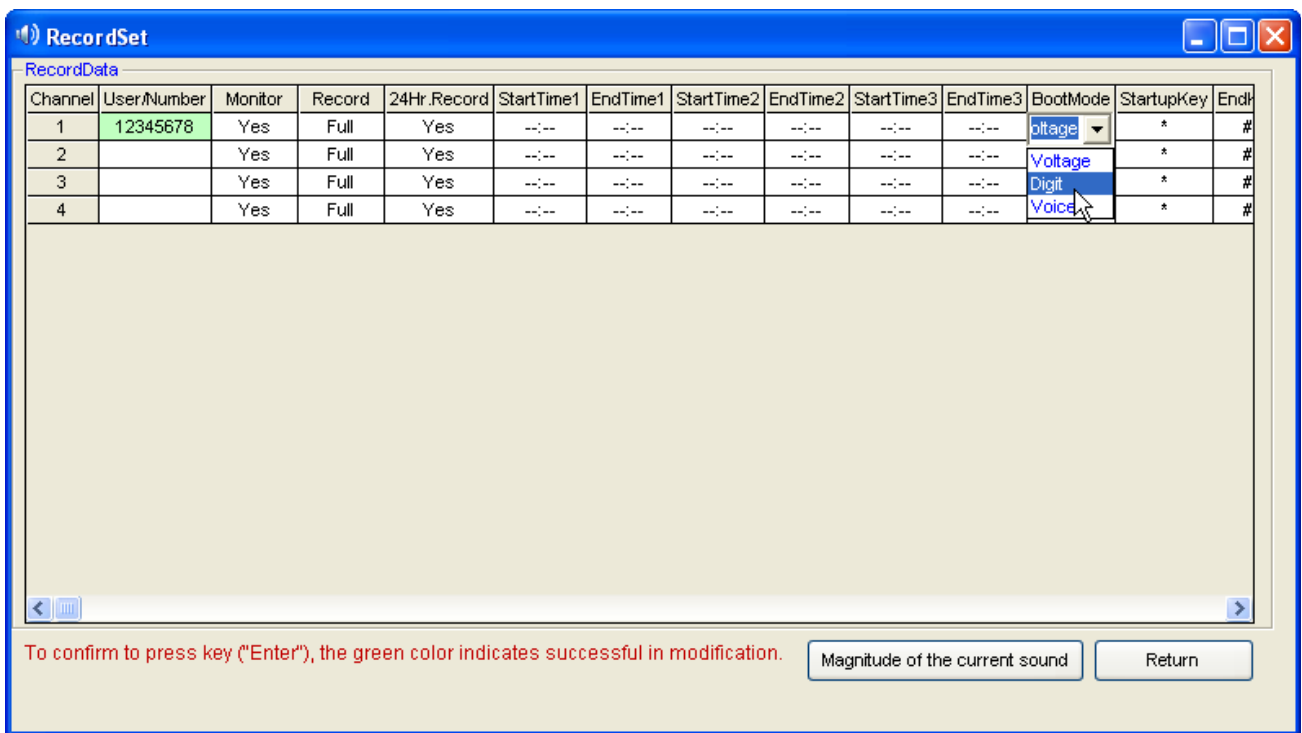 RecordSet
RecordData
Channel User/Number Monitor Record 24Hr.Record StartTime1 EndTime1 StartTime2 EndTime2 StartTime3 EndTime3 BootMode StartupKey Endk
1 12345678 Yes Full Yes --:-- --:-- --:-- --:-- --:-- --:-- oltage * #
2 Yes Full Yes --:-- --:-- --:-- --:-- --:-- --:-- Voltage * #
3 Yes Full Yes --:-- --:-- --:-- --:-- --:-- --:-- Digit * #
4 Yes Full Yes --:-- --:-- --:-- --:-- --:-- --:-- Voice * #
To confirm to press key ("Enter"), the green color indicates successful in modification. Magnitude of the current sound Return